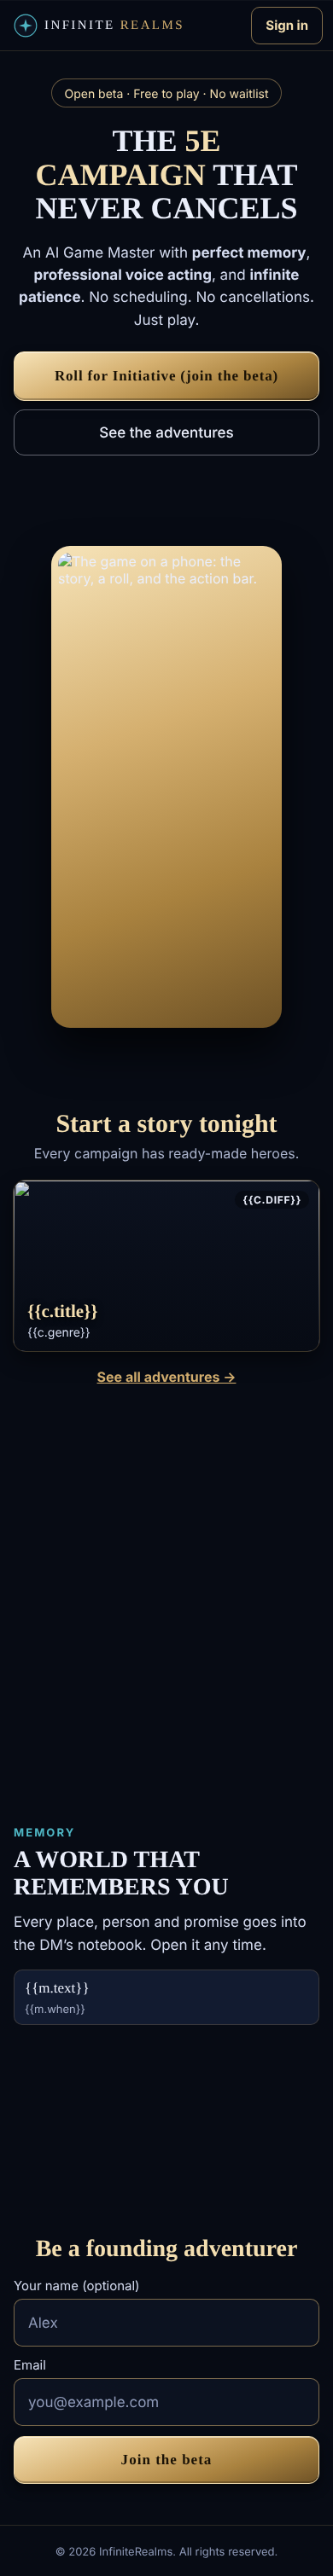 INFINITE REALMS
Sign in
Open beta · Free to play · No waitlist
THE 5E
CAMPAIGN THAT
NEVER CANCELS
An AI Game Master with perfect memory,
professional voice acting, and infinite
patience. No scheduling. No cancellations.
Just play.
Roll for Initiative (join the beta)
See the adventures
The game on a phone: the
story, a roll, and the action bar.
Start a story tonight
Every campaign has ready-made heroes.
{{C.DIFF}}
{{c.title}}
{{c.genre}}
See all adventures →
MEMORY
A WORLD THAT
REMEMBERS YOU
Every place, person and promise goes into
the DM’s notebook. Open it any time.
{{m.text}}
{{m.when}}
Be a founding adventurer
Your name (optional)
Alex
Email
you@example.com
Join the beta
© 2026 InfiniteRealms. All rights reserved.